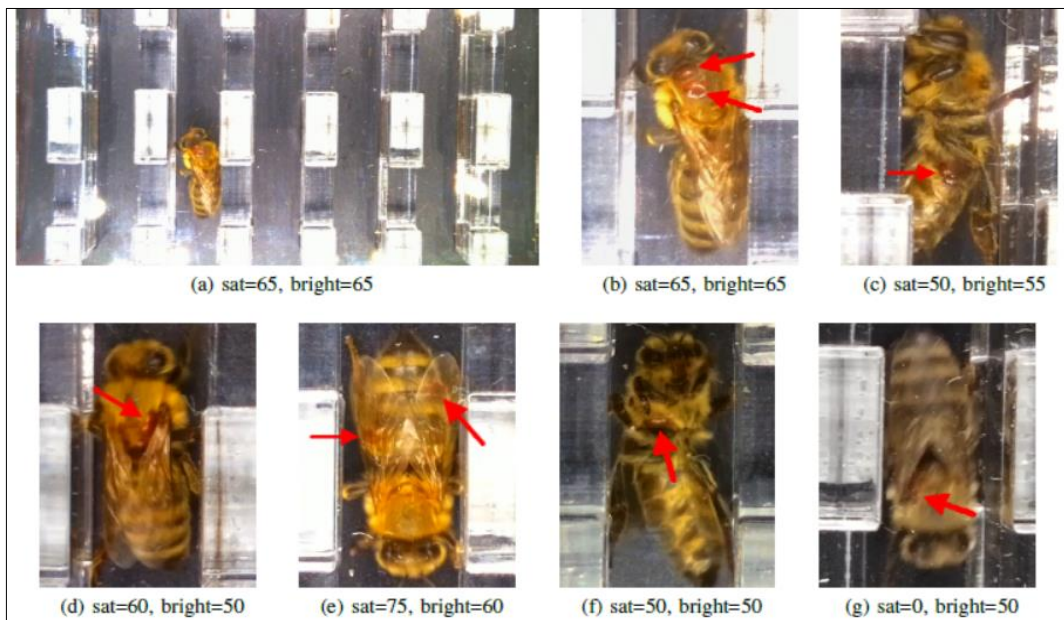 (a) sat=65, bright=65
(b) sat=65, bright=65
(c) sat=50, bright=55
(d) sat=60, bright=50
(e) sat=75, bright=60
(f) sat=50, bright=50
(g) sat=0, bright=50